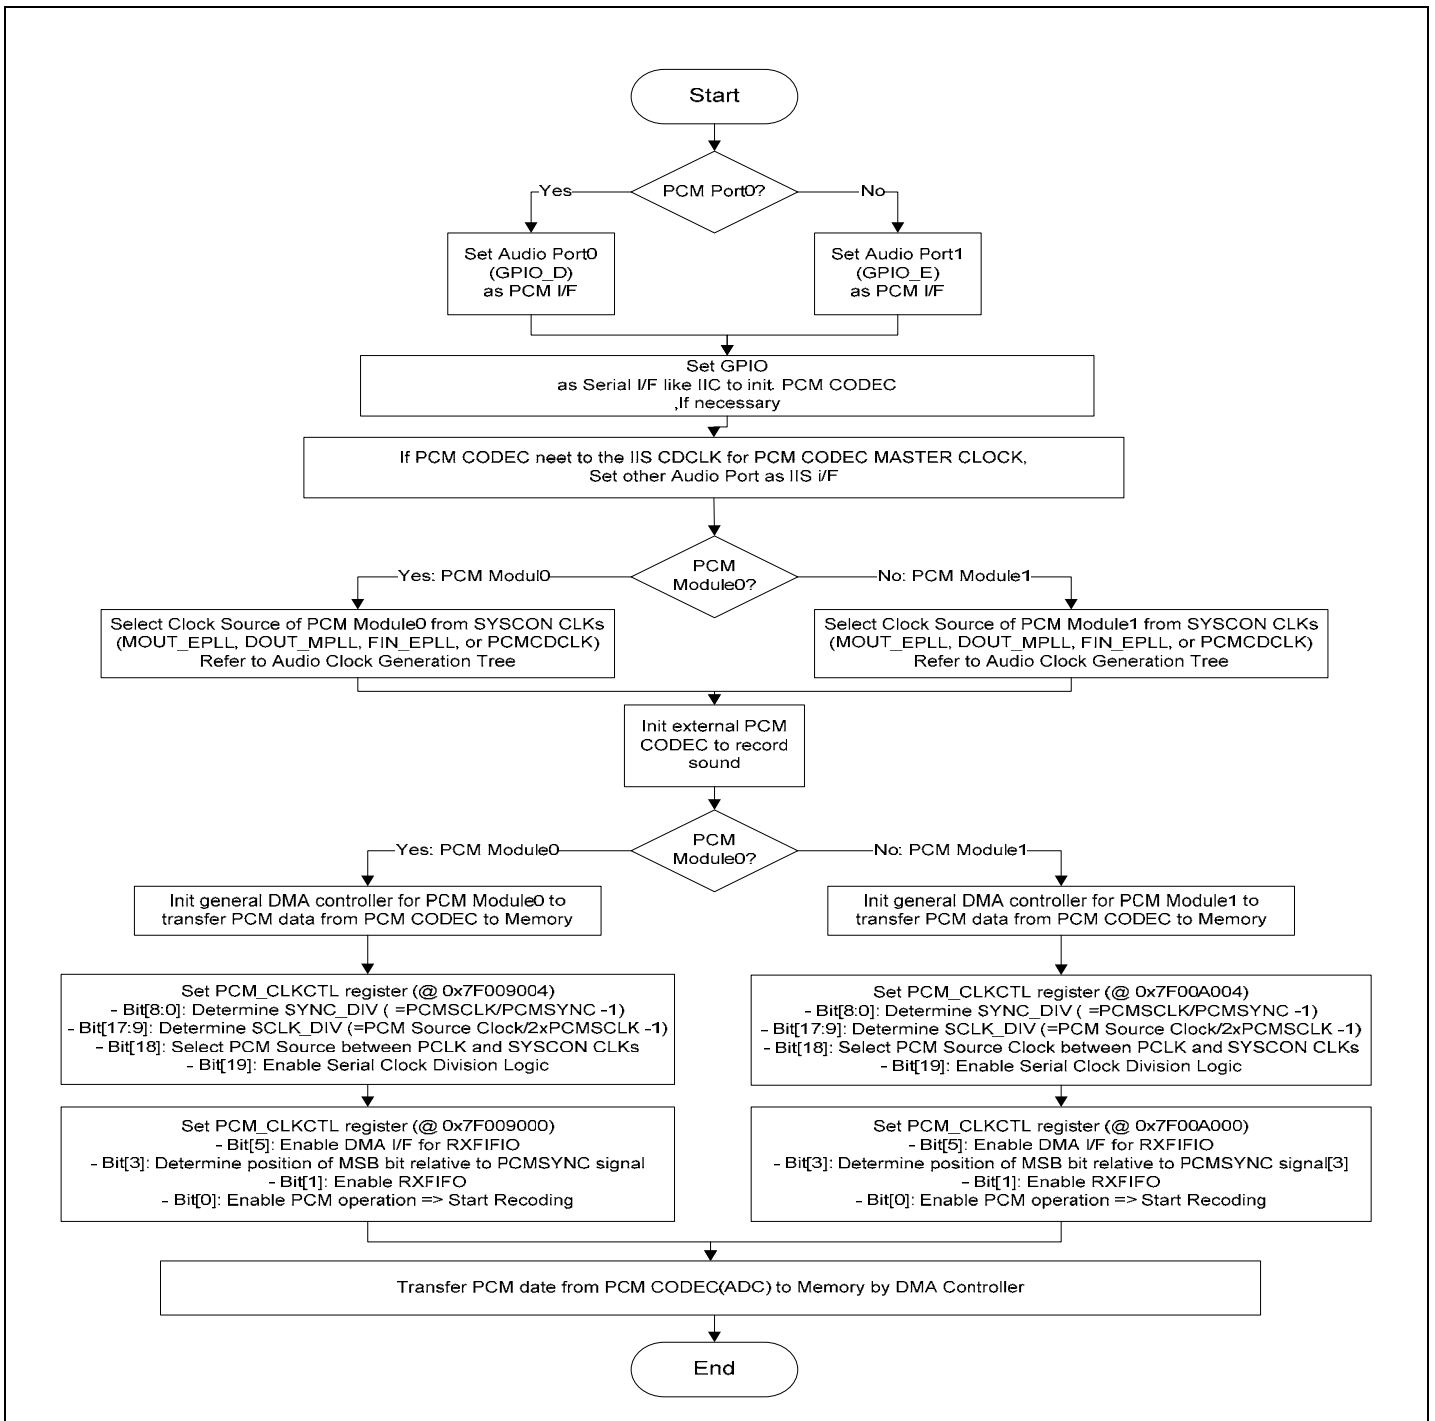 Start
PCM Port0?
Yes
No
Set Audio Port0
(GPIO_D)
as PCM I/F
Set Audio Port1
(GPIO_E)
as PCM I/F
Set GPIO
as Serial I/F like IIC to init. PCM CODEC
,If necessary
If PCM CODEC neet to the IIS CDCLK for PCM CODEC MASTER CLOCK,
Set other Audio Port as IIS i/F
PCM
Module0?
Yes: PCM Modul0
No: PCM Module1
Select Clock Source of PCM Module0 from SYSCON CLKs
(MOUT_EPLL, DOUT_MPLL, FIN_EPLL, or PCMCDCLK)
Refer to Audio Clock Generation Tree
Select Clock Source of PCM Module1 from SYSCON CLKs
(MOUT_EPLL, DOUT_MPLL, FIN_EPLL, or PCMCDCLK)
Refer to Audio Clock Generation Tree
Init external PCM
CODEC to record
sound
PCM
Module0?
Yes: PCM Module0
No: PCM Module1
Init general DMA controller for PCM Module0 to
transfer PCM data from PCM CODEC to Memory
Init general DMA controller for PCM Module1 to
transfer PCM data from PCM CODEC to Memory
Set PCM_CLKCTL register (@ 0x7F009004)
- Bit[8:0]: Determine SYNC_DIV ( =PCMSCLK/PCMSYNC -1)
- Bit[17:9]: Determine SCLK_DIV (=PCM Source Clock/2xPCMSCLK -1)
- Bit[18]: Select PCM Source between PCLK and SYSCON CLKs
- Bit[19]: Enable Serial Clock Division Logic
Set PCM_CLKCTL register (@ 0x7F00A004)
- Bit[8:0]: Determine SYNC_DIV ( =PCMSCLK/PCMSYNC -1)
- Bit[17:9]: Determine SCLK_DIV (=PCM Source Clock/2xPCMSCLK -1)
- Bit[18]: Select PCM Source Clock between PCLK and SYSCON CLKs
- Bit[19]: Enable Serial Clock Division Logic
Set PCM_CLKCTL register (@ 0x7F009000)
- Bit[5]: Enable DMA I/F for RXFIFIO
- Bit[3]: Determine position of MSB bit relative to PCMSYNC signal
- Bit[1]: Enable RXFIFO
- Bit[0]: Enable PCM operation => Start Recoding
Set PCM_CLKCTL register (@ 0x7F00A000)
- Bit[5]: Enable DMA I/F for RXFIFIO
- Bit[3]: Determine position of MSB bit relative to PCMSYNC signal[3]
- Bit[1]: Enable RXFIFO
- Bit[0]: Enable PCM operation => Start Recoding
Transfer PCM date from PCM CODEC(ADC) to Memory by DMA Controller
End